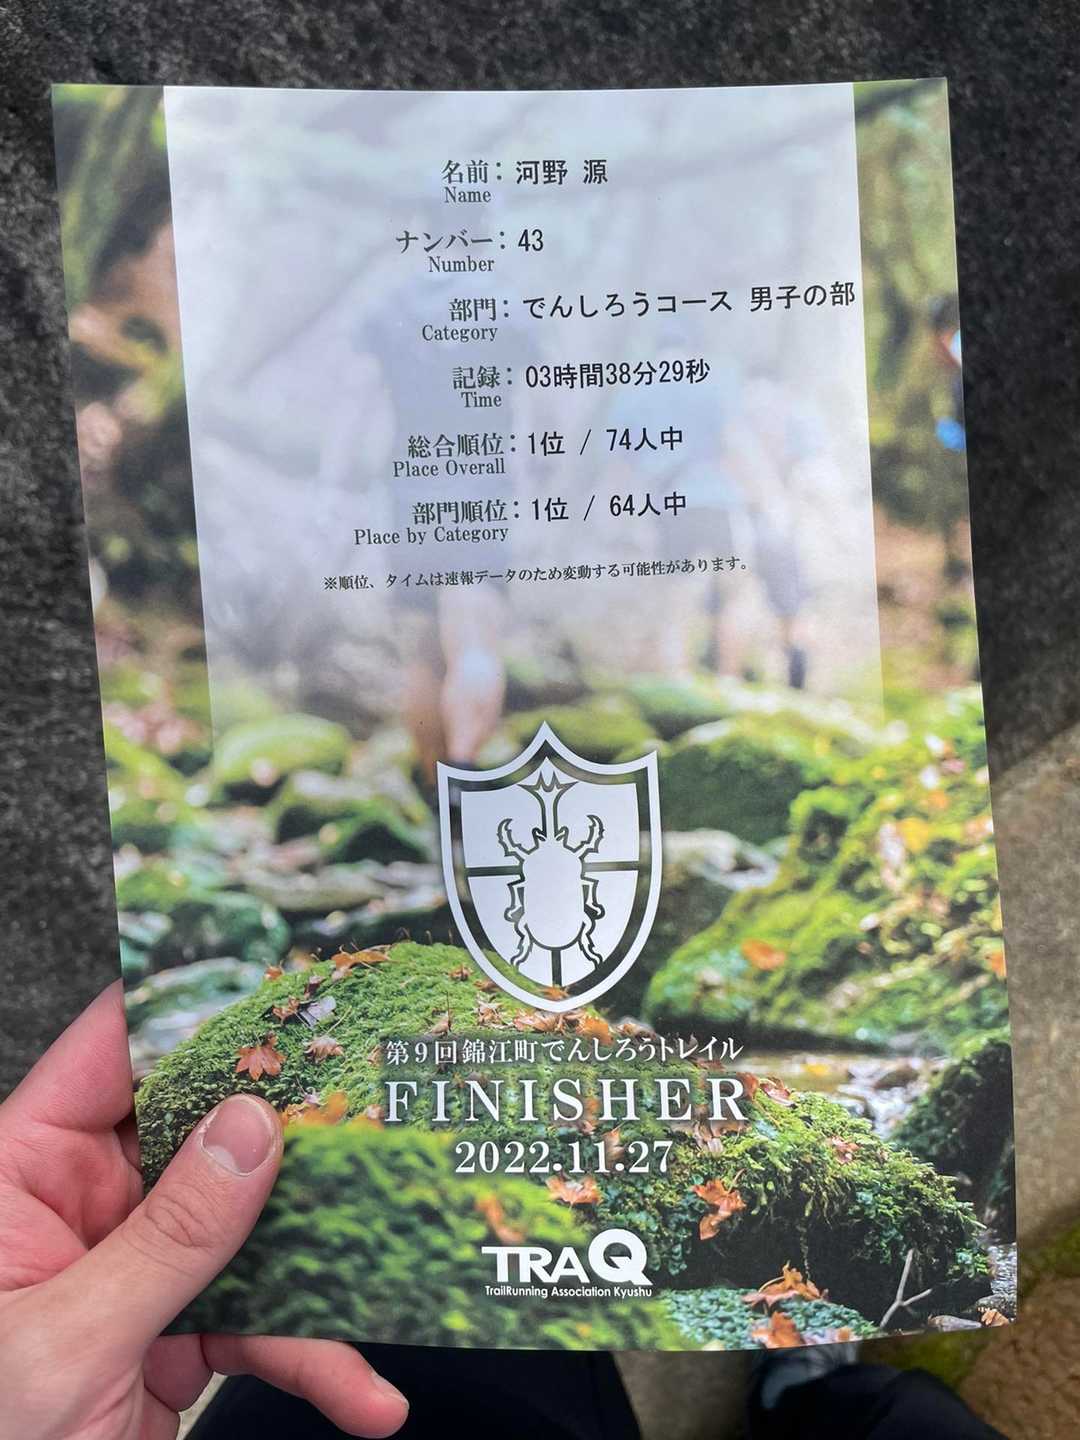 名前：河野 源
Name
ナンバー：43
Number
部門：でんしろうコース 男子の部
Category
記録：03時間38分29秒
Time
総合順位：1位 / 74人中
Place Overall
部門順位：1位 / 64人中
Place by Category
※順位、タイムは速報データのため変動する可能性があります。
第9回錦江町でんしろうトレイル
FINISHER
2022.11.27
TRAQ
TrailRunning Association Kyushu